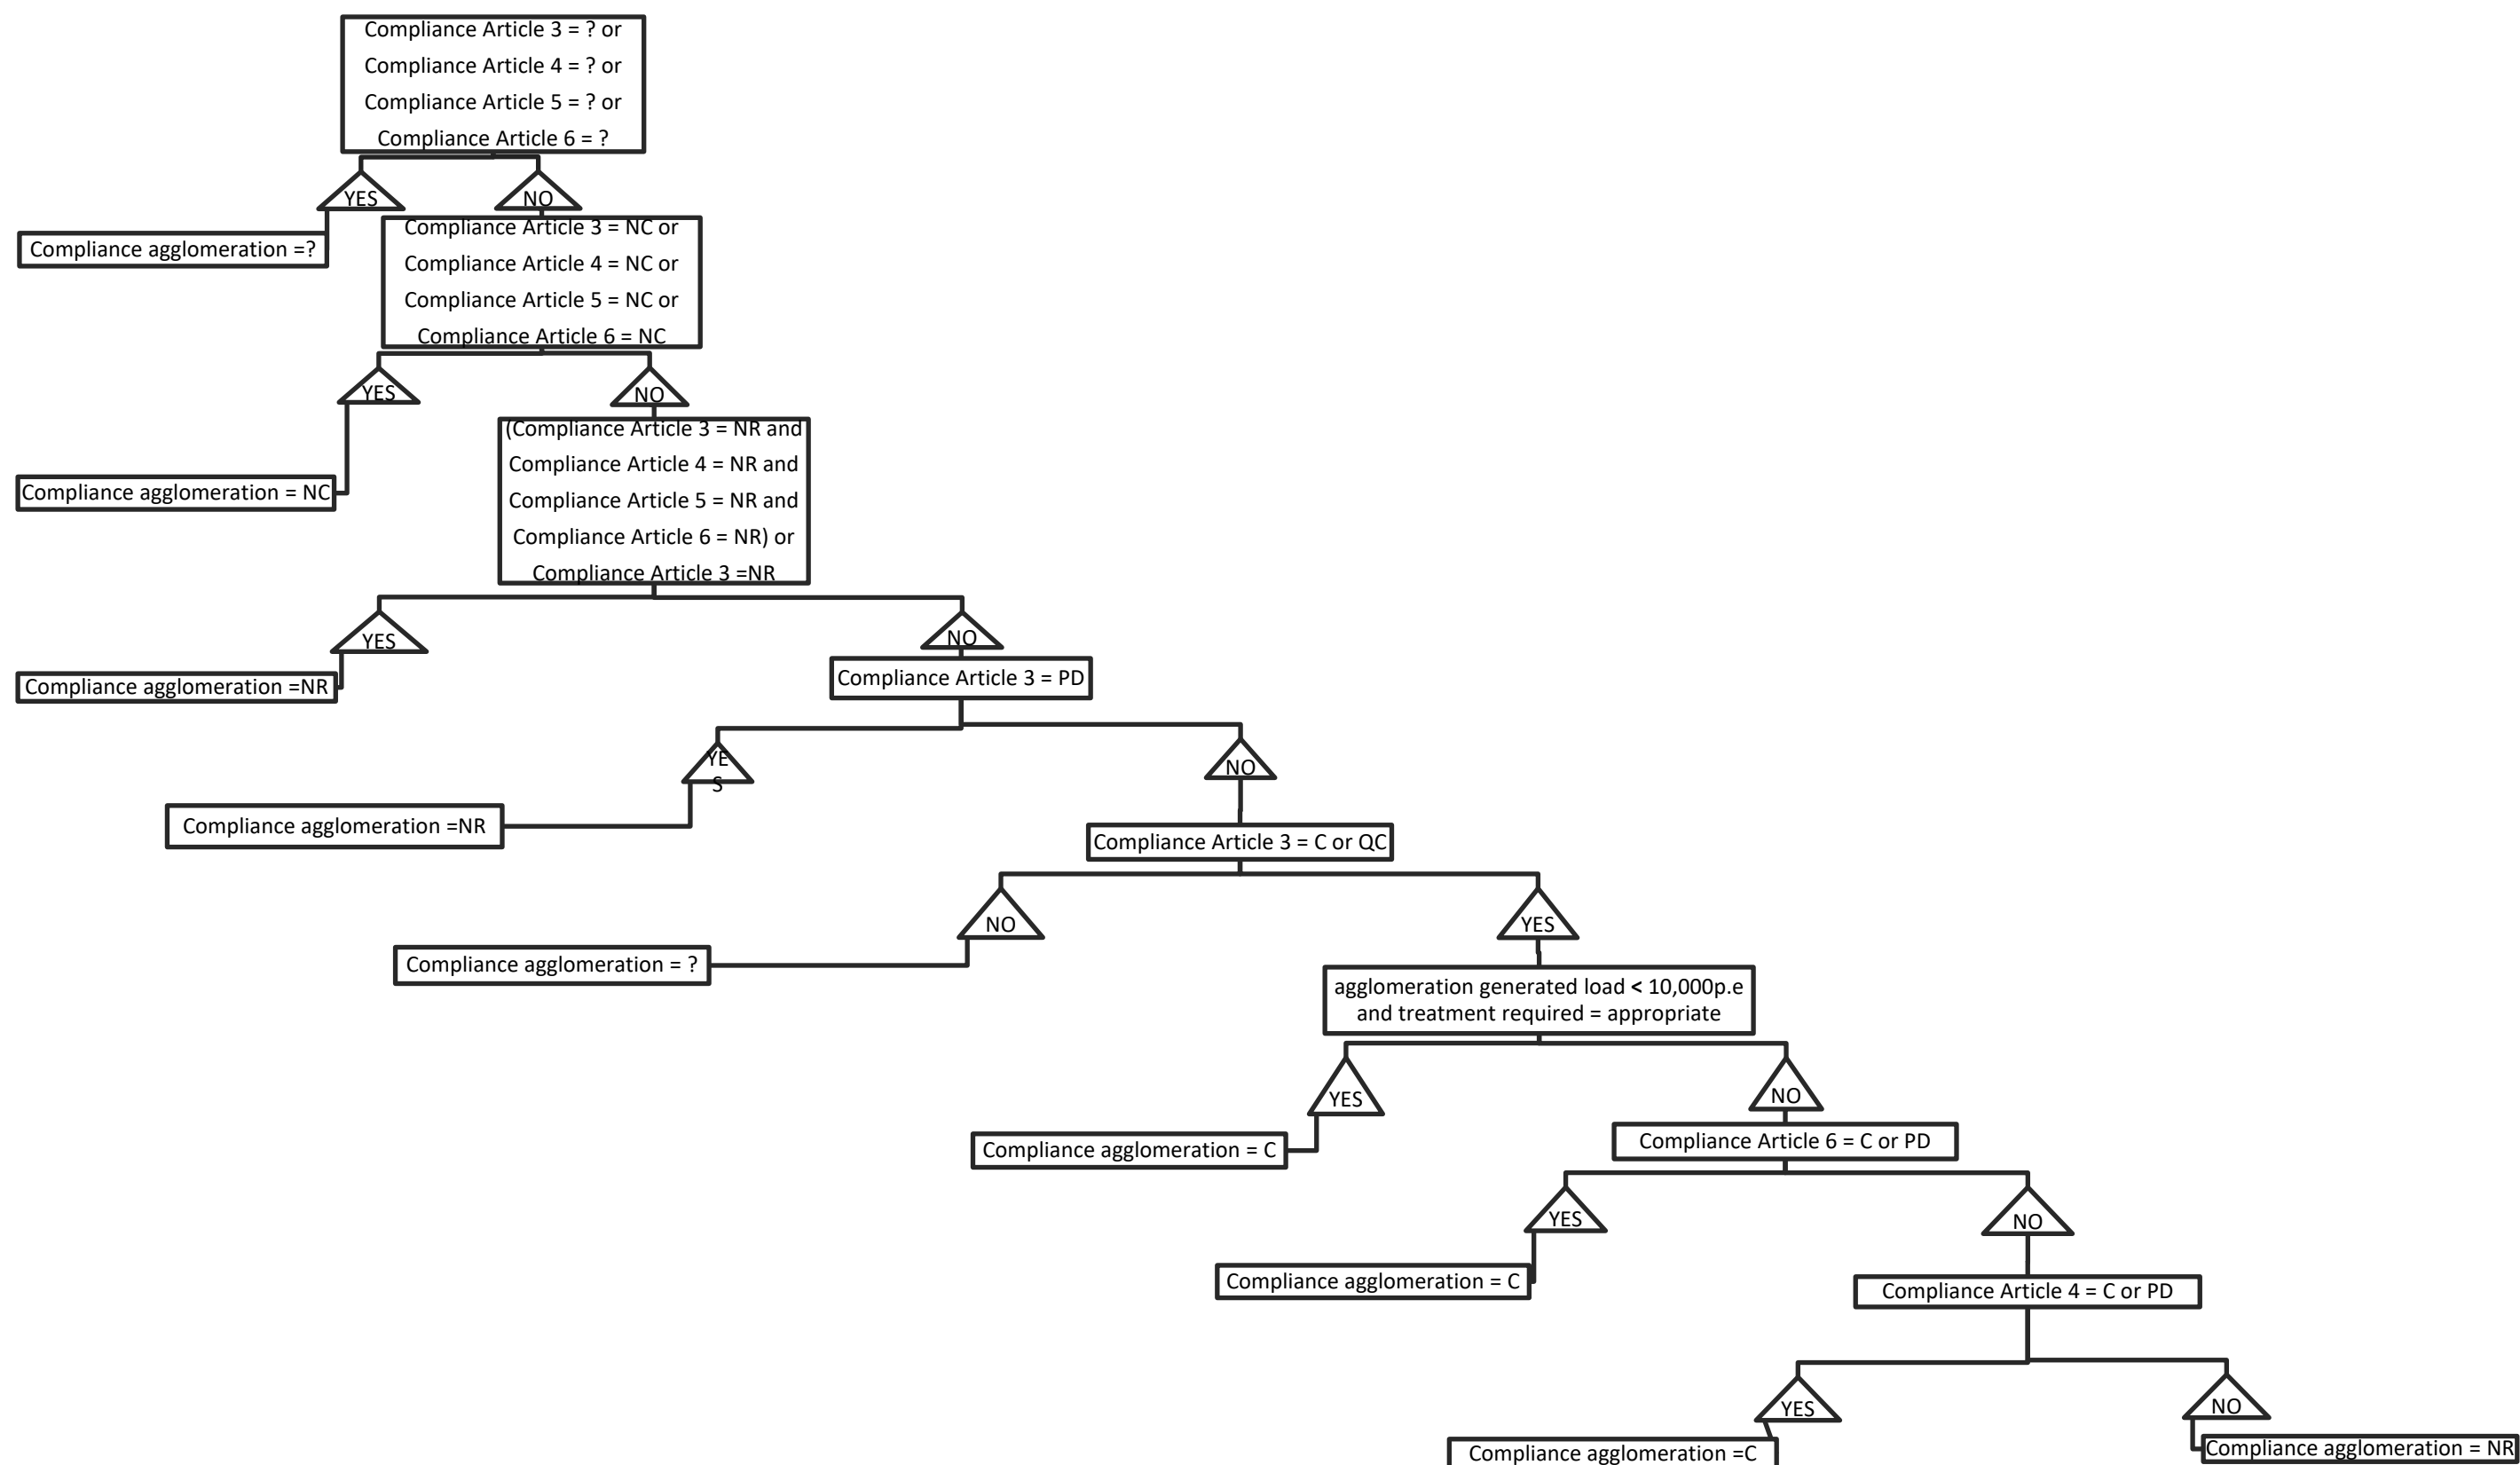 Compliance Article 3 = ? or
Compliance Article 4 = ? or
Compliance Article 5 = ? or
Compliance Article 6 = ?
YES
NO
Compliance agglomeration =?
Compliance Article 3 = NC or
Compliance Article 4 = NC or
Compliance Article 5 = NC or
Compliance Article 6 = NC
YES
NO
Compliance agglomeration = NC
(Compliance Article 3 = NR and
Compliance Article 4 = NR and
Compliance Article 5 = NR and
Compliance Article 6 = NR) or
Compliance Article 3 =NR
YES
NO
Compliance agglomeration =NR
Compliance Article 3 = PD
YE
S
NO
Compliance agglomeration =NR
Compliance Article 3 = C or QC
NO
YES
Compliance agglomeration = ?
agglomeration generated load < 10,000p.e
and treatment required = appropriate
YES
NO
Compliance agglomeration = C
Compliance Article 6 = C or PD
YES
NO
Compliance agglomeration = C
Compliance Article 4 = C or PD
YES
NO
Compliance agglomeration =C
Compliance agglomeration = NR